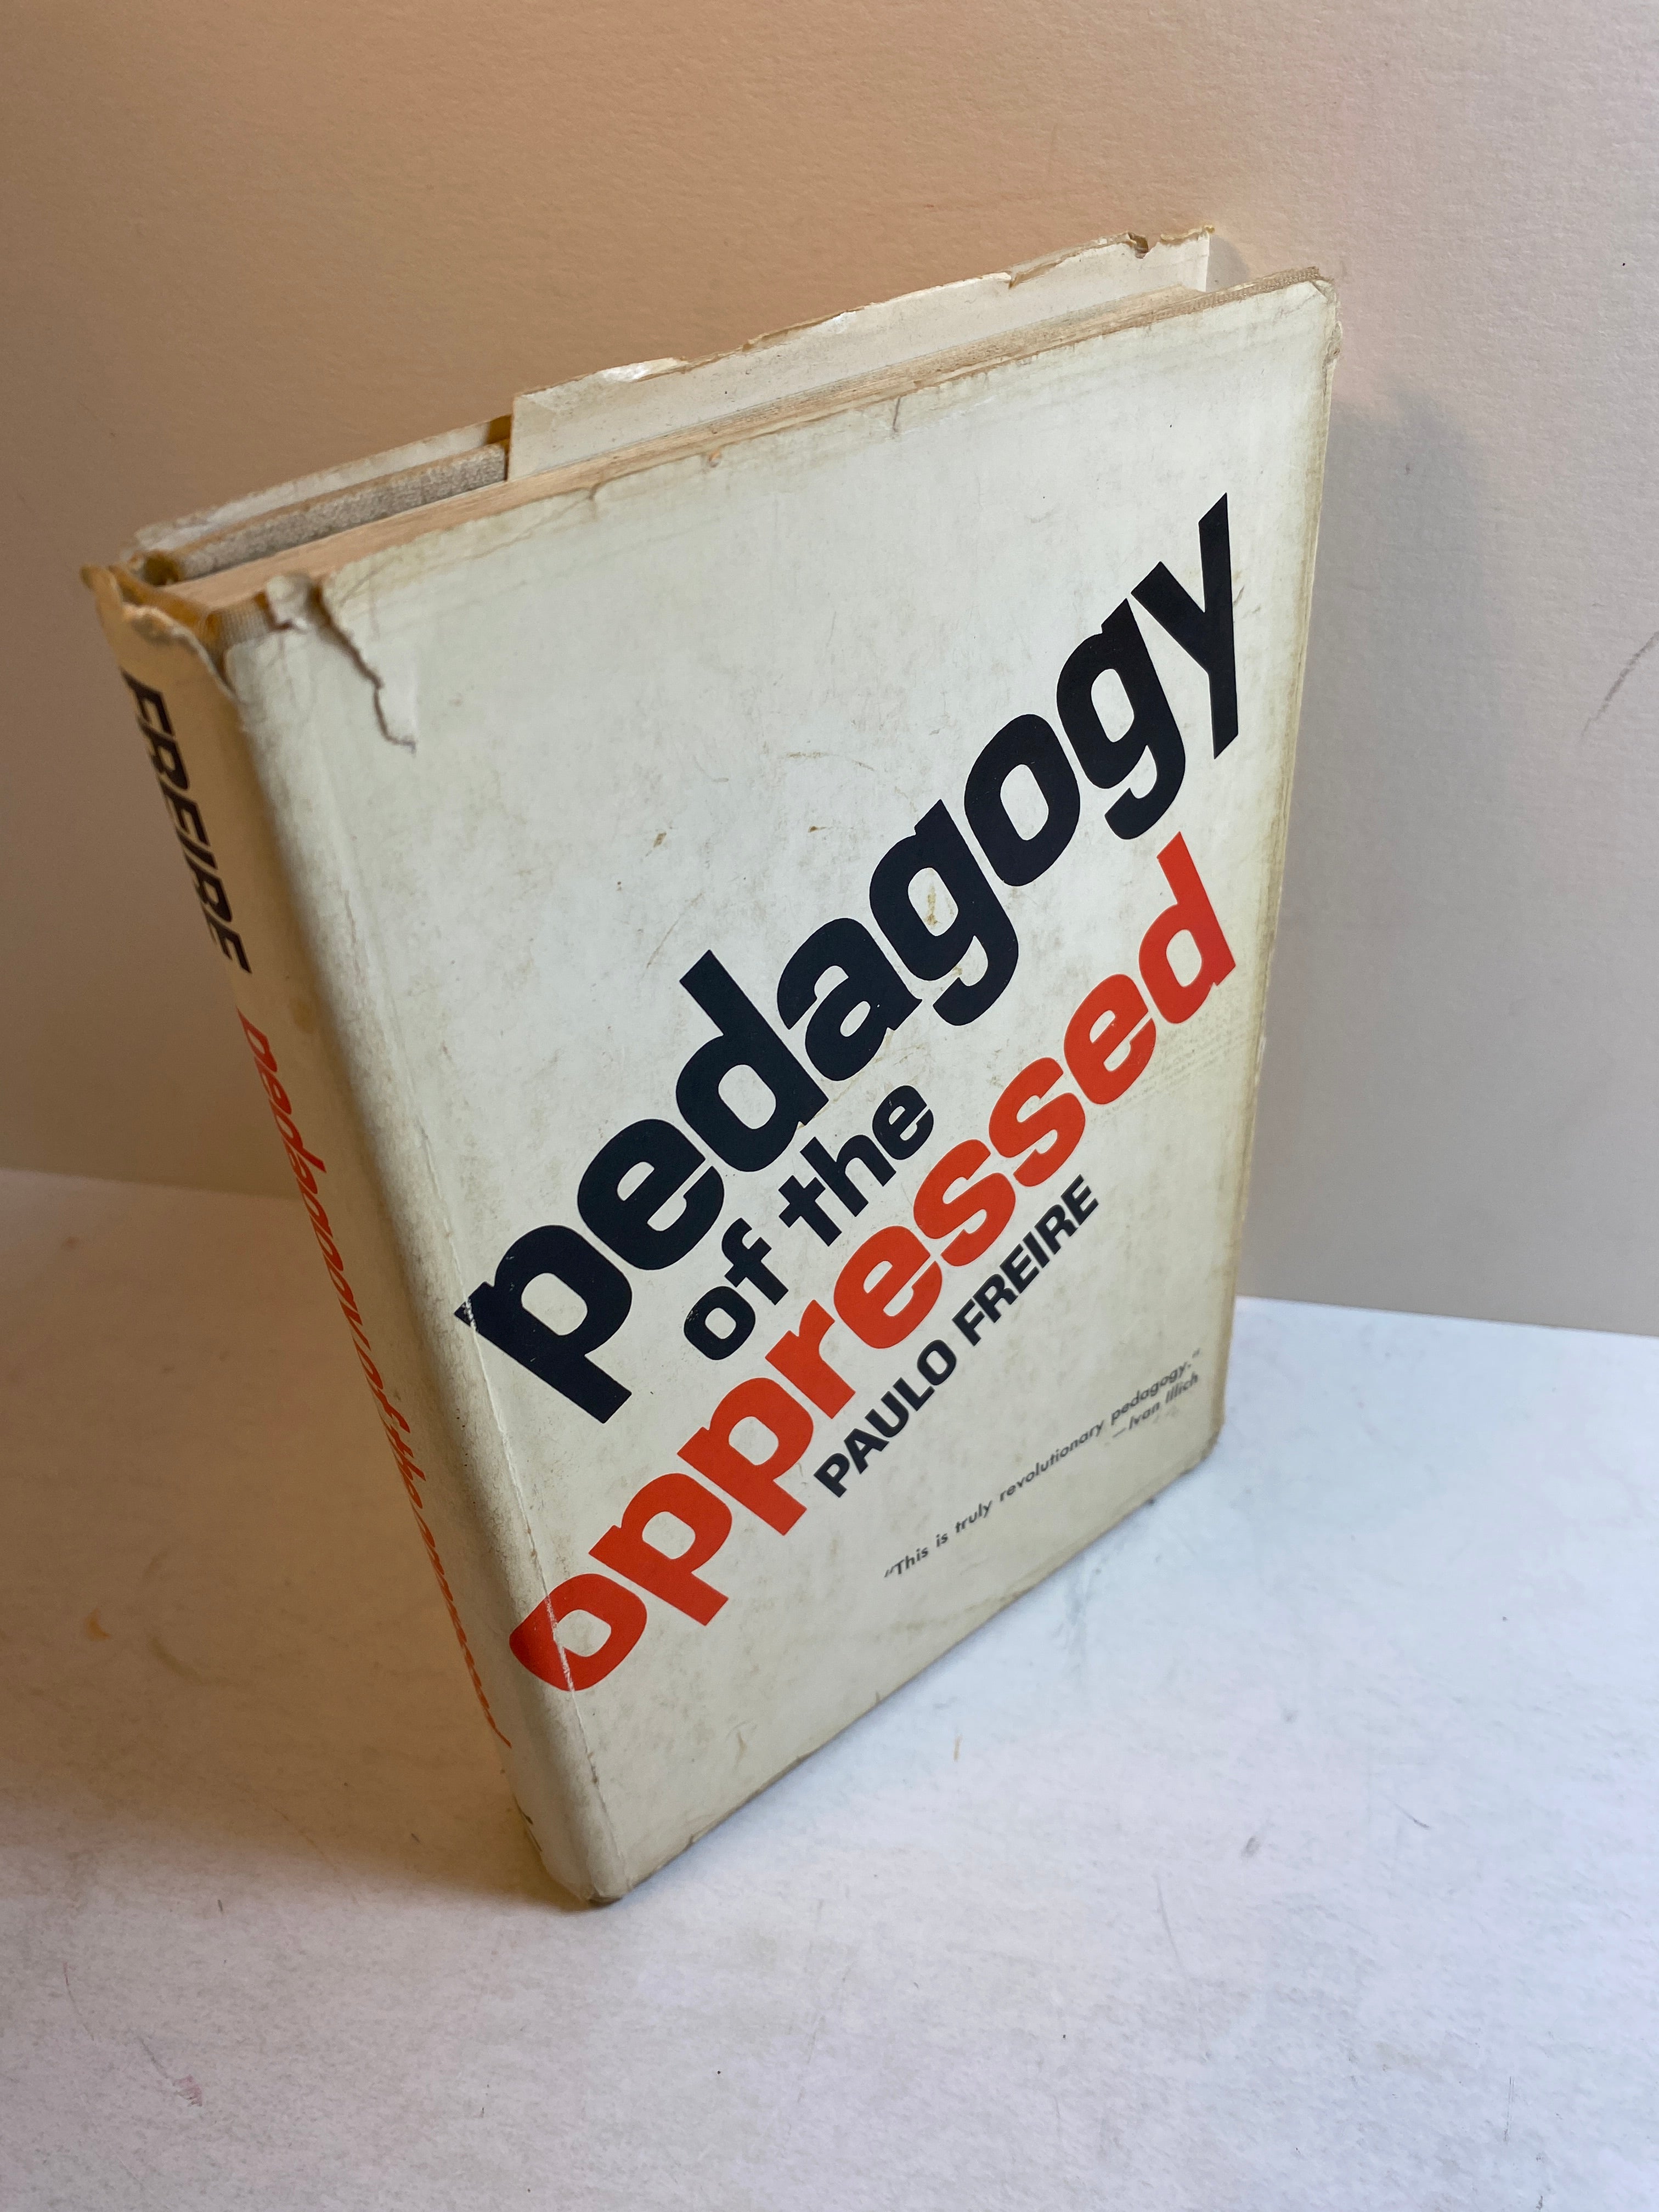 pedagogy
of the
oppressed
PAULO FREIRE
"This is truly revolutionary pedagogy."
—Ivan Illich
FREIRE pedagogy of the oppressed